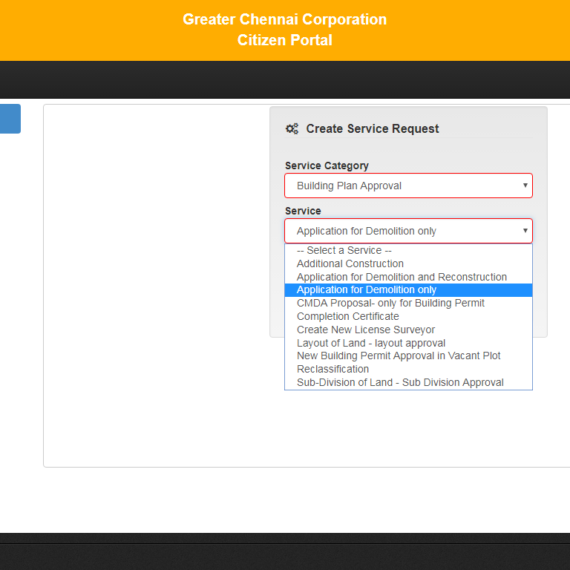 Greater Chennai Corporation
Citizen Portal
Create Service Request
Service Category
Building Plan Approval
Service
Application for Demolition only
-- Select a Service --
Additional Construction
Application for Demolition and Reconstruction
Application for Demolition only
CMDA Proposal- only for Building Permit
Completion Certificate
Create New License Surveyor
Layout of Land - layout approval
New Building Permit Approval in Vacant Plot
Reclassification
Sub-Division of Land - Sub Division Approval